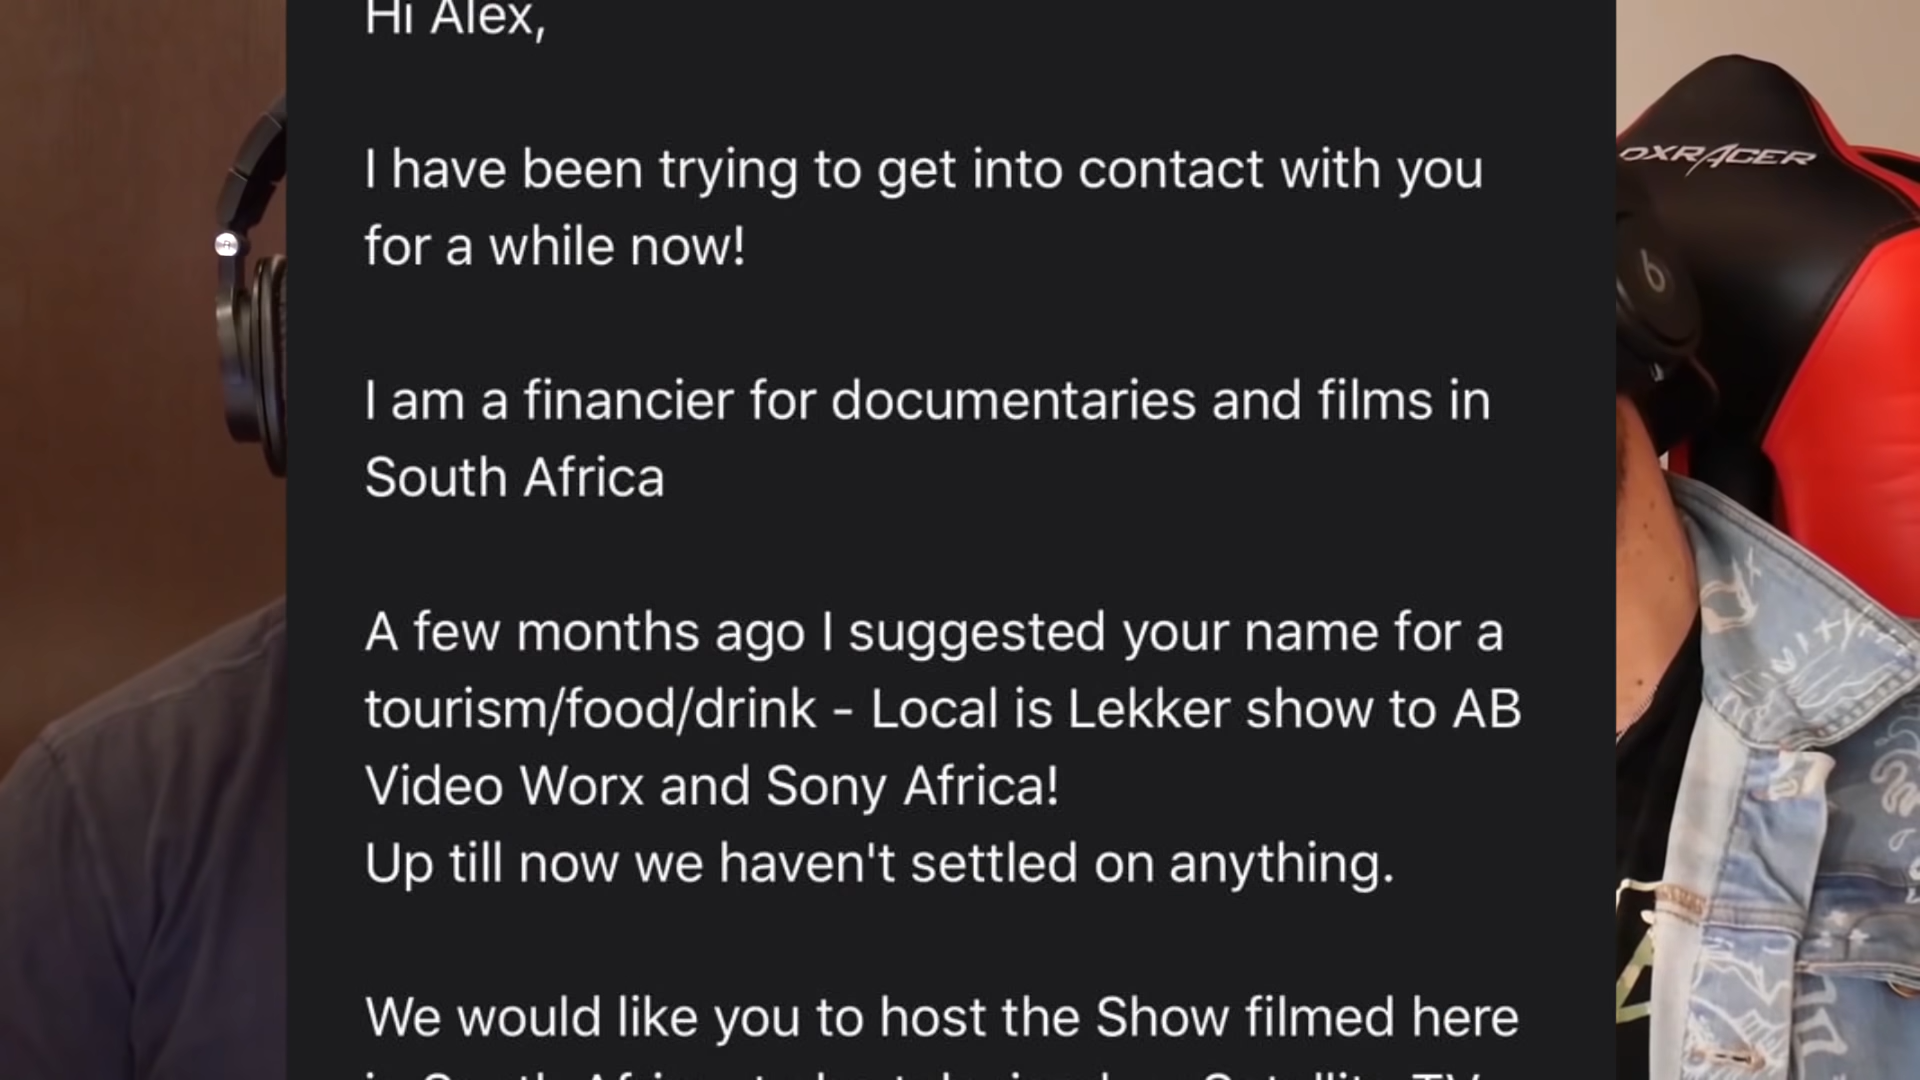 Hi Alex,
I have been trying to get into contact with you
for a while now!
I am a financier for documentaries and films in
South Africa
A few months ago I suggested your name for a
tourism/food/drink - Local is Lekker show to AB
Video Worx and Sony Africa!
Up till now we haven't settled on anything.
We would like you to host the Show filmed here
OXRACER